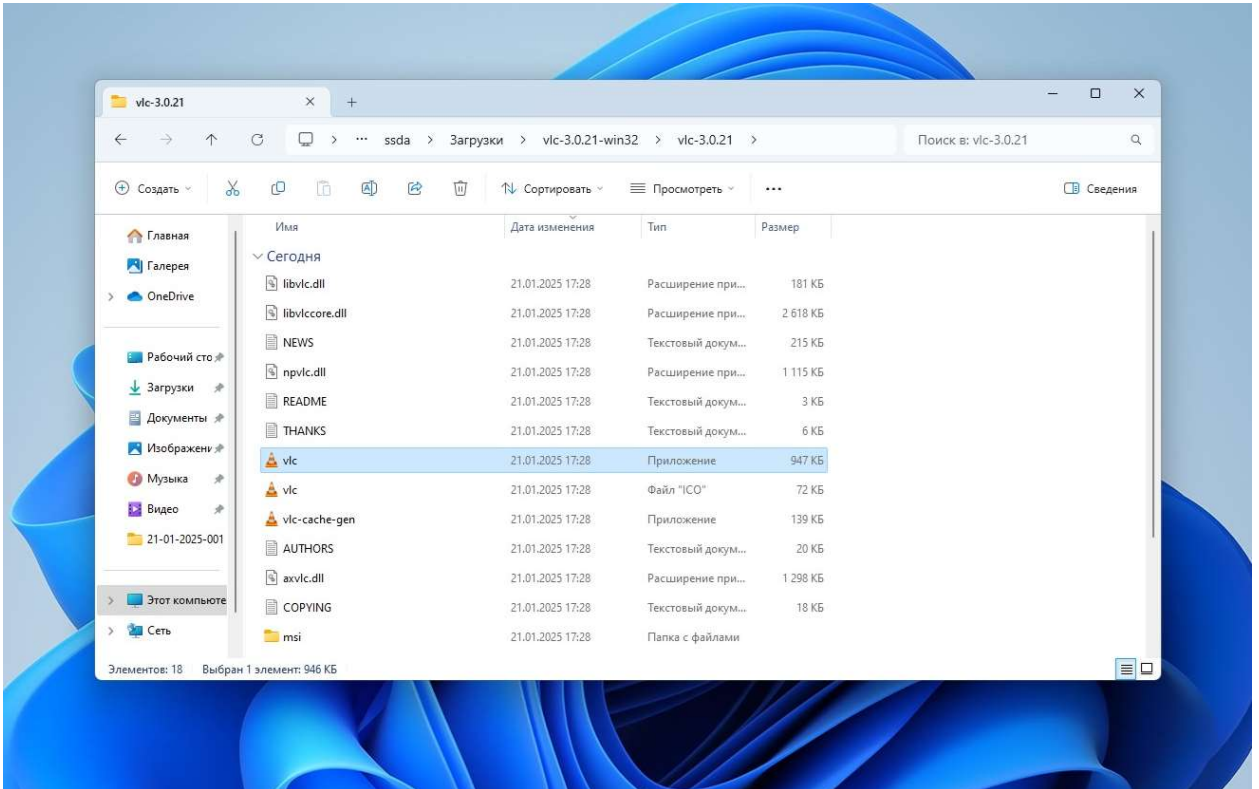 vlc-3.0.21
ssda Загрузки vlc-3.0.21-win32 vlc-3.0.21 Поиск в: vlc-3.0.21
Создать Сортировать Просмотреть ... Сведения
Главная
Галерея
OneDrive
Рабочий сто
Загрузки
Документы
Изображени
Музыка
Видео
21-01-2025-001
Этот компьюте
Сеть
Имя Дата изменения Тип Размер
Сегодня
libvlc.dll 21.01.2025 17:28 Расширение при... 181 КБ
libvlccore.dll 21.01.2025 17:28 Расширение при... 2 618 КБ
NEWS 21.01.2025 17:28 Текстовый докум... 215 КБ
npvlc.dll 21.01.2025 17:28 Расширение при... 1 115 КБ
README 21.01.2025 17:28 Текстовый докум... 3 КБ
THANKS 21.01.2025 17:28 Текстовый докум... 6 КБ
vlc 21.01.2025 17:28 Приложение 947 КБ
vlc 21.01.2025 17:28 Файл "ICO" 72 КБ
vlc-cache-gen 21.01.2025 17:28 Приложение 139 КБ
AUTHORS 21.01.2025 17:28 Текстовый докум... 20 КБ
axvlc.dll 21.01.2025 17:28 Расширение при... 1 298 КБ
COPYING 21.01.2025 17:28 Текстовый докум... 18 КБ
msi 21.01.2025 17:28 Папка с файлами
Элементов: 18 Выбран 1 элемент: 946 КБ